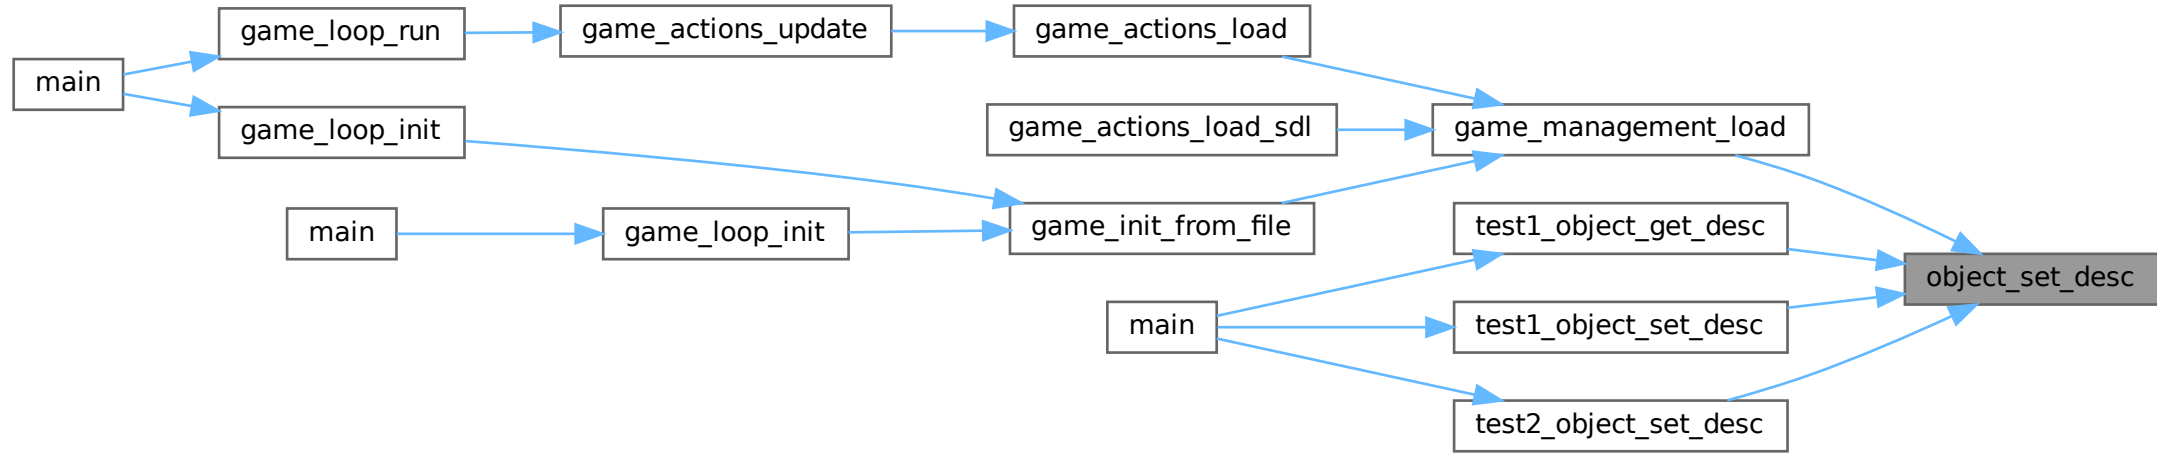 game_loop_run
game_actions_update
game_actions_load
main
game_loop_init
game_actions_load_sdl
game_management_load
main
game_loop_init
game_init_from_file
test1_object_get_desc
object_set_desc
main
test1_object_set_desc
test2_object_set_desc